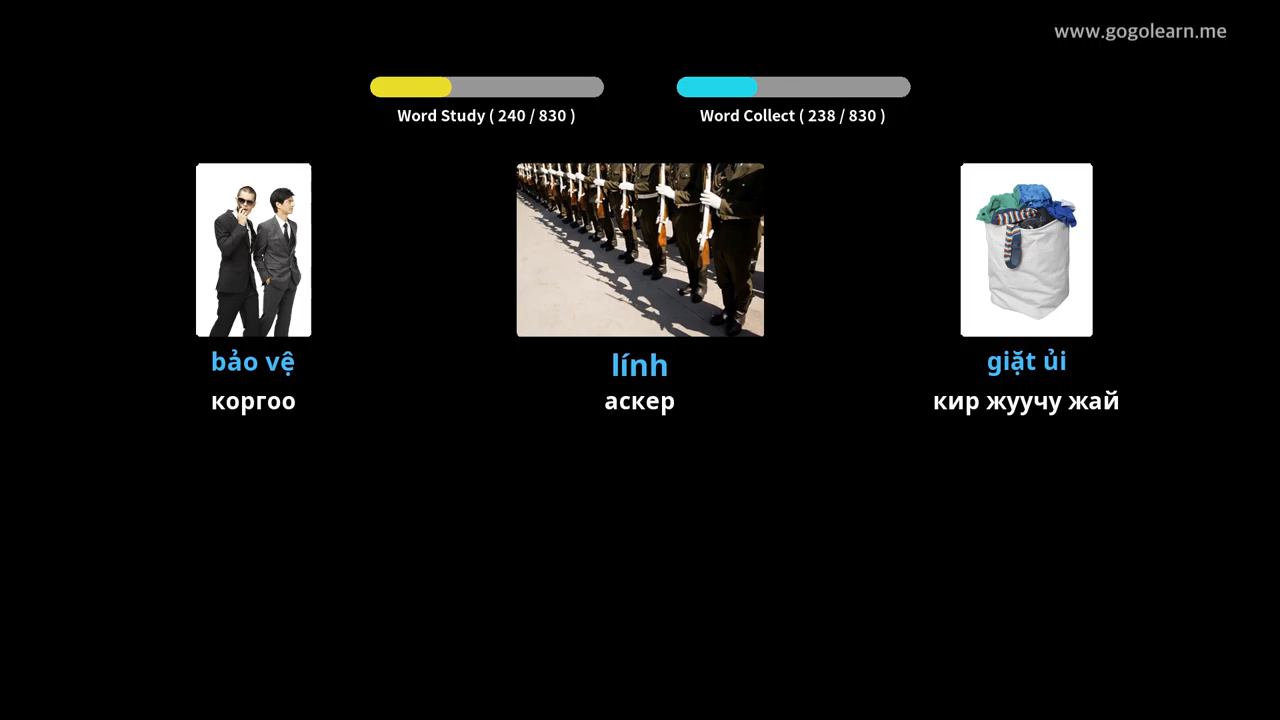 www.gogolearn.me
Word Study ( 240 / 830 )
Word Collect ( 238 / 830 )
bảo vệ
коргоо
lính
аскер
giặt ủi
кир жуучу жай